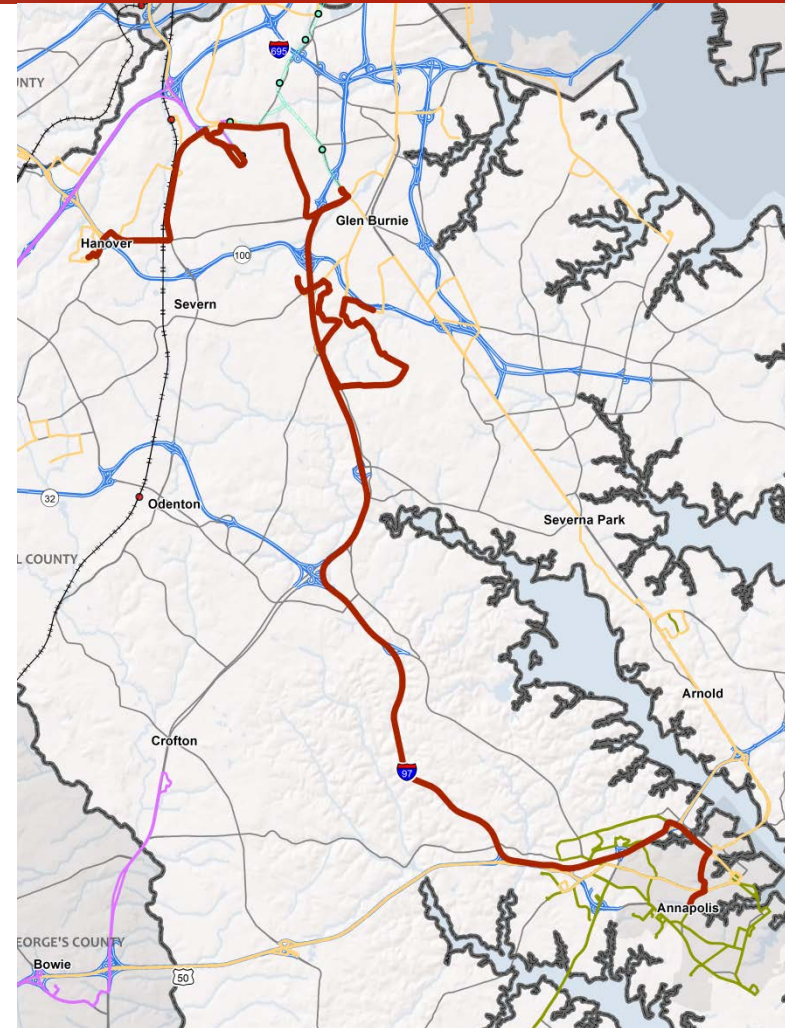 695
UNTY
Glen Burnie
Hanover
100
Severn
32
Odenton
Severna Park
L COUNTY
Arnold
Crofton
97
Annapolis
EORGE'S COUNTY
Bowie
50